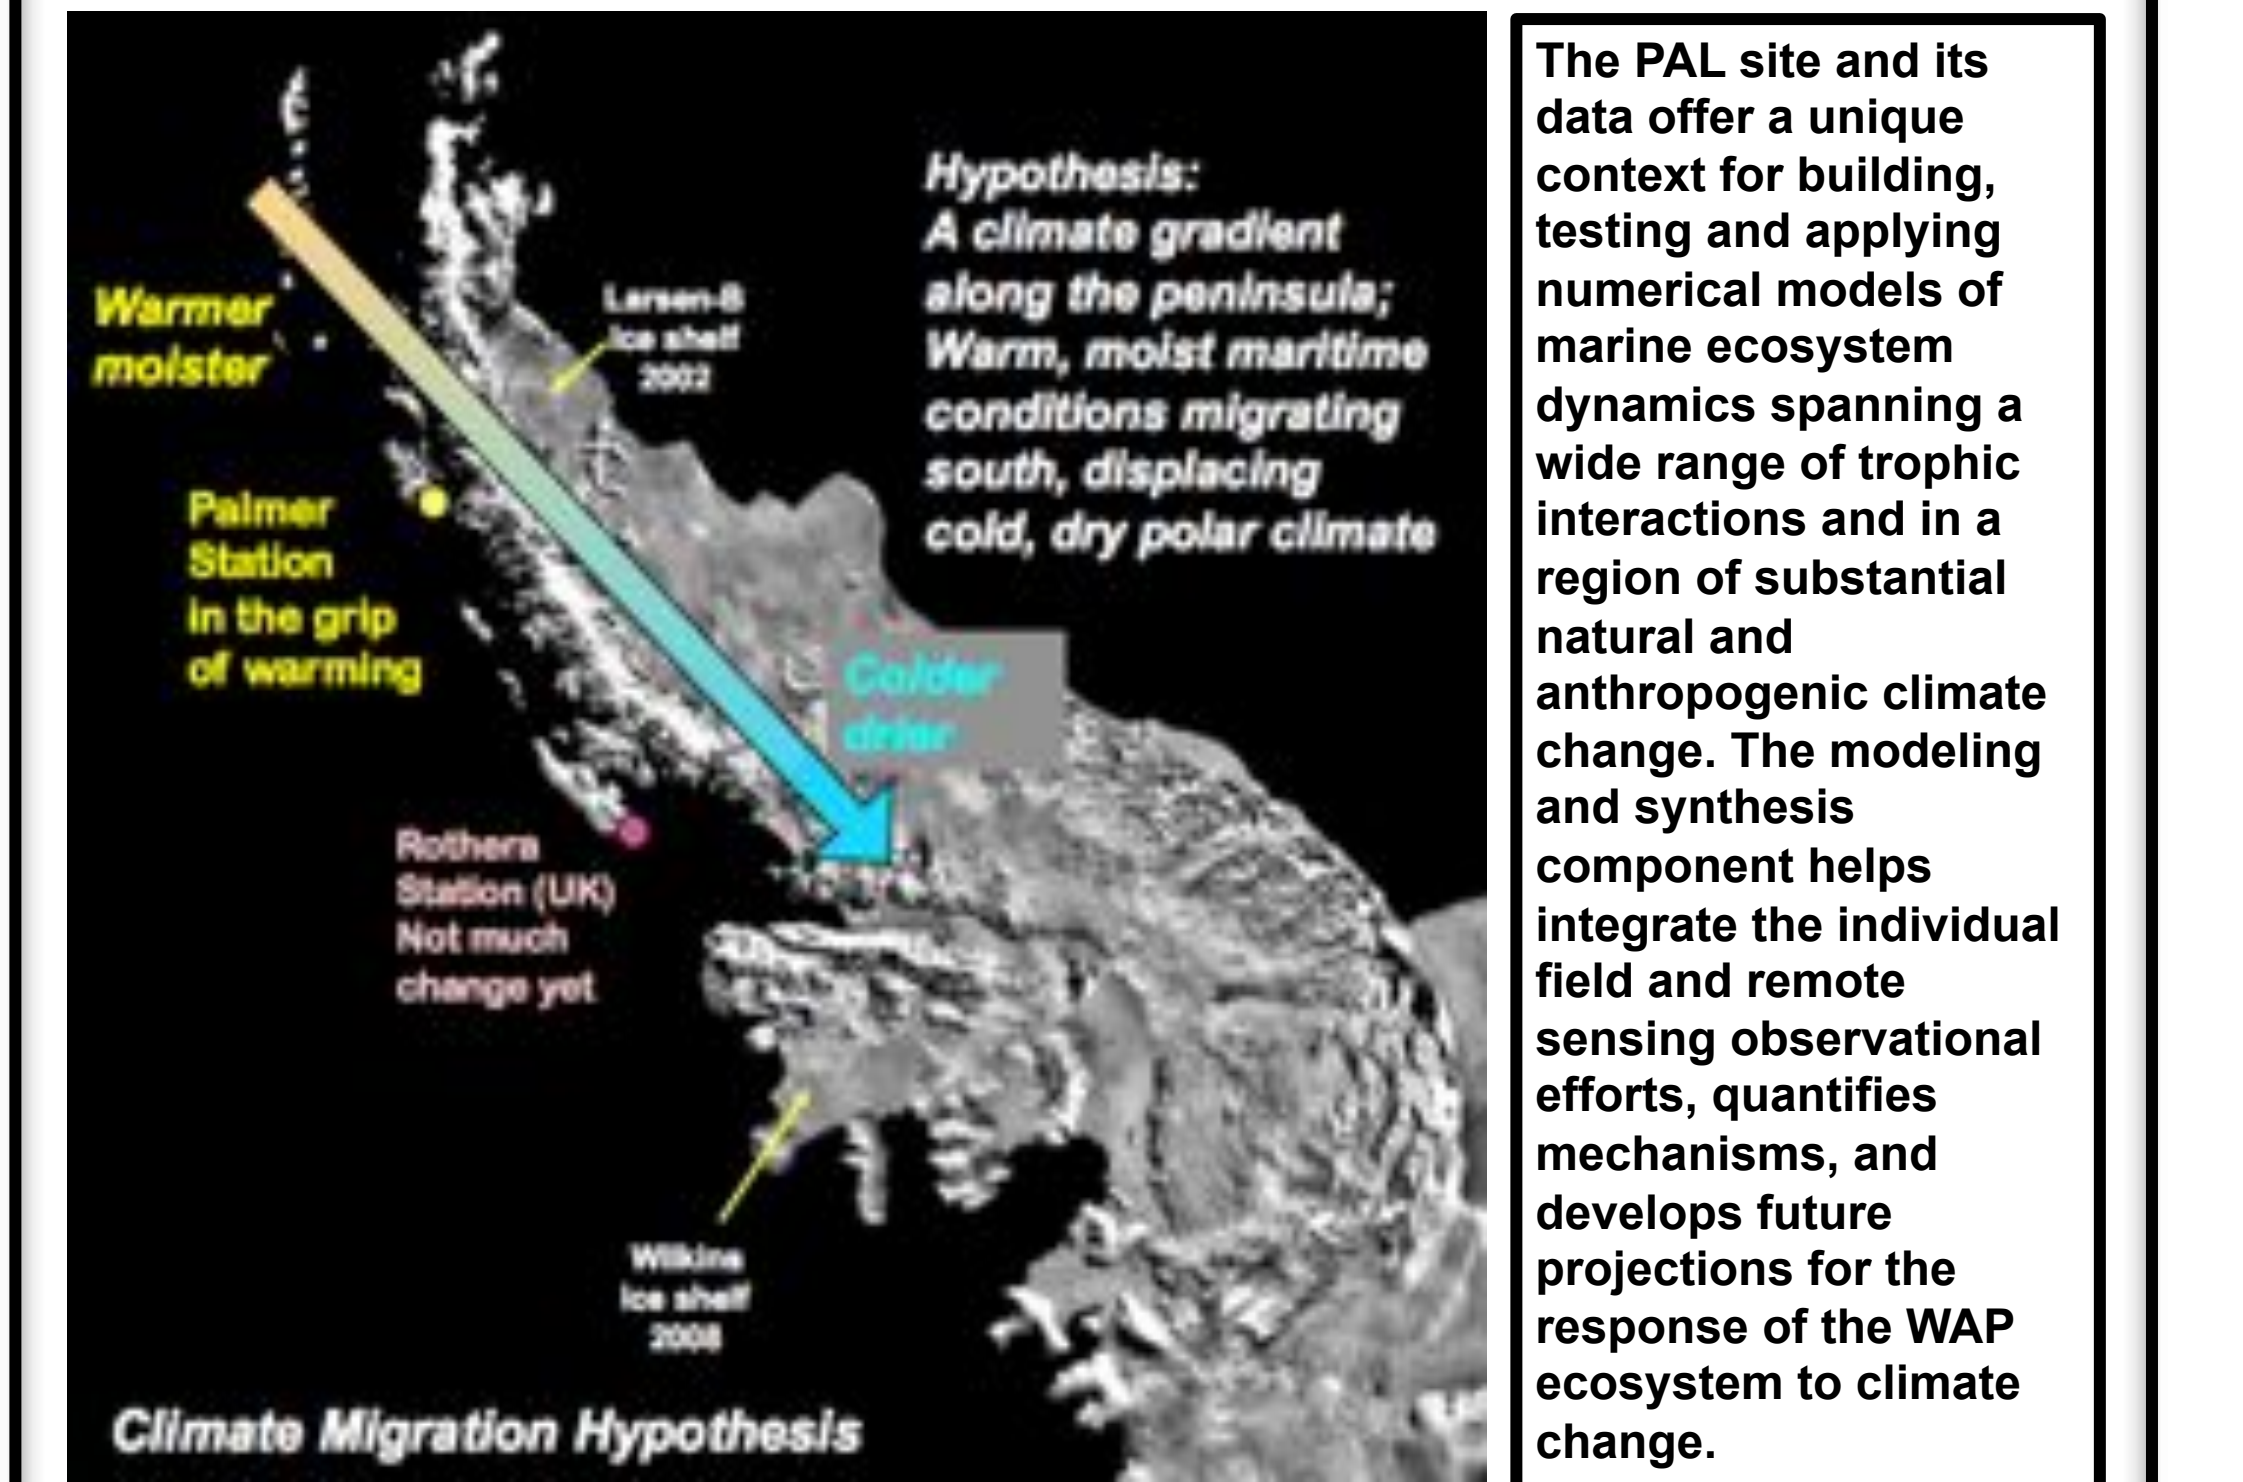 Hypothesis:
A climate gradient
along the peninsula;
Warm, moist maritime
conditions migrating
south, displacing
cold, dry polar climate
Warmer
moister
Larsen-B
Ice shelf
2002
Palmer
Station
in the grip
of warming
Colder
drier
Rothera
Station (UK)
Not much
change yet
Wilkins
Ice shelf
2008
Climate Migration Hypothesis
The PAL site and its
data offer a unique
context for building,
testing and applying
numerical models of
marine ecosystem
dynamics spanning a
wide range of trophic
interactions and in a
region of substantial
natural and
anthropogenic climate
change. The modeling
and synthesis
component helps
integrate the individual
field and remote
sensing observational
efforts, quantifies
mechanisms, and
develops future
projections for the
response of the WAP
ecosystem to climate
change.